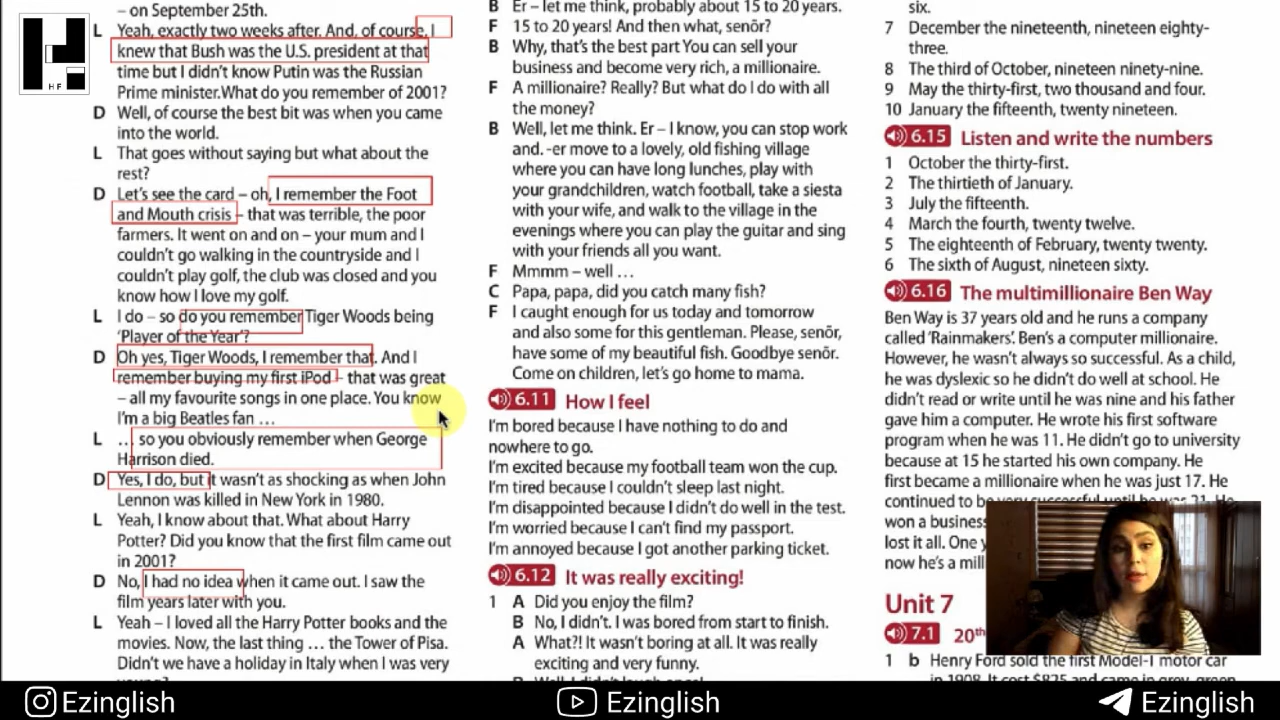 HF
– on September 25th.
L Yeah, exactly two weeks after. And, of course, I
knew that Bush was the U.S. president at that
time but I didn't know Putin was the Russian
Prime minister.What do you remember of 2001?
D Well, of course the best bit was when you came
into the world.
L That goes without saying but what about the
rest?
D Let's see the card – oh, I remember the Foot
and Mouth crisis – that was terrible, the poor
farmers. It went on and on – your mum and I
couldn't go walking in the countryside and I
couldn't play golf, the club was closed and you
know how I love my golf.
L I do – so do you remember Tiger Woods being
'Player of the Year'?
D Oh yes, Tiger Woods, I remember that. And I
remember buying my first iPod – that was great
– all my favourite songs in one place. You know
I'm a big Beatles fan …
L … so you obviously remember when George
Harrison died.
D Yes, I do, but it wasn't as shocking as when John
Lennon was killed in New York in 1980.
L Yeah, I know about that. What about Harry
Potter? Did you know that the first film came out
in 2001?
D No, I had no idea when it came out. I saw the
film years later with you.
L Yeah – I loved all the Harry Potter books and the
movies. Now, the last thing … the Tower of Pisa.
Didn't we have a holiday in Italy when I was very
B Er – let me think, probably about 15 to 20 years.
F 15 to 20 years! And then what, senõr?
B Why, that's the best part You can sell your
business and become very rich, a millionaire.
F A millionaire? Really? But what do I do with all
the money?
B Well, let me think. Er – I know, you can stop work
and. -er move to a lovely, old fishing village
where you can have long lunches, play with
your grandchildren, watch football, take a siesta
with your wife, and walk to the village in the
evenings where you can play the guitar and sing
with your friends all you want.
F Mmmm – well …
C Papa, papa, did you catch many fish?
F I caught enough for us today and tomorrow
and also some for this gentleman. Please, senõr,
have some of my beautiful fish. Goodbye senõr.
Come on children, let's go home to mama.
6.11 How I feel
I'm bored because I have nothing to do and
nowhere to go.
I'm excited because my football team won the cup.
I'm tired because I couldn't sleep last night.
I'm disappointed because I didn't do well in the test.
I'm worried because I can't find my passport.
I'm annoyed because I got another parking ticket.
6.12 It was really exciting!
1 A Did you enjoy the film?
B No, I didn't. I was bored from start to finish.
A What?! It wasn't boring at all. It was really
exciting and very funny.
six.
7 December the nineteenth, nineteen eighty-
three.
8 The third of October, nineteen ninety-nine.
9 May the thirty-first, two thousand and four.
10 January the fifteenth, twenty nineteen.
6.15 Listen and write the numbers
1 October the thirty-first.
2 The thirtieth of January.
3 July the fifteenth.
4 March the fourth, twenty twelve.
5 The eighteenth of February, twenty twenty.
6 The sixth of August, nineteen sixty.
6.16 The multimillionaire Ben Way
Ben Way is 37 years old and he runs a company
called 'Rainmakers'. Ben's a computer millionaire.
However, he wasn't always so successful. As a child,
he was dyslexic so he didn't do well at school. He
didn't read or write until he was nine and his father
gave him a computer. He wrote his first software
program when he was 11. He didn't go to university
because at 15 he started his own company. He
first became a millionaire when he was just 17. He
continued to be very successful until he was 21. He
won a business
lost it all. One
now he's a mill
Unit 7
7.1 20th
1 b Henry Ford sold the first Model-T motor car
in 1908. It cost $825 and came in grey, green,
Ezinglish
Ezinglish
Ezinglish